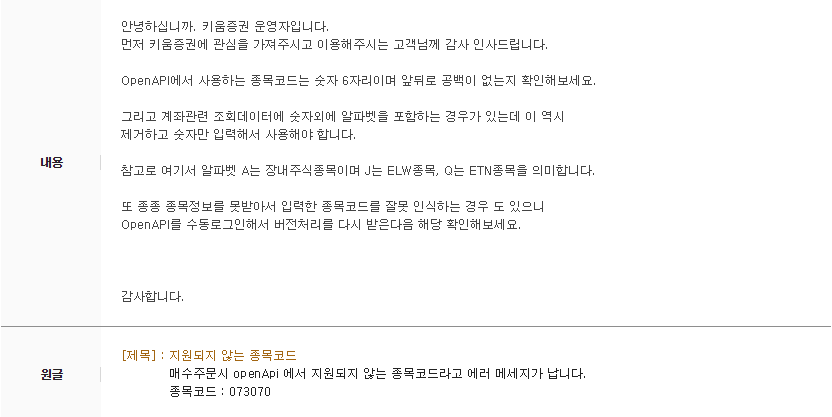 안녕하십니까. 키움증권 운영자입니다.
먼저 키움증권에 관심을 가져주시고 이용해주시는 고객님께 감사 인사드립니다.
OpenAPI에서 사용하는 종목코드는 숫자 6자리이며 앞뒤로 공백이 없는지 확인해보세요.
그리고 계좌관련 조회데이터에 숫자외에 알파벳을 포함하는 경우가 있는데 이 역시
제거하고 숫자만 입력해서 사용해야 합니다.
내용
참고로 여기서 알파벳 A는 장내주식종목이며 J는 ELW종목, Q는 ETN종목을 의미합니다.
또 종종 종목정보를 못받아서 입력한 종목코드를 잘못 인식하는 경우 도 있으니
OpenAPI를 수동로그인해서 버전처리를 다시 받은다음 해당 확인해보세요.
감사합니다.
[제목] : 지원되지 않는 종목코드
원글
매수주문시 openApi 에서 지원되지 않는 종목코드라고 에러 메세지가 납니다.
종목코드 : 073070